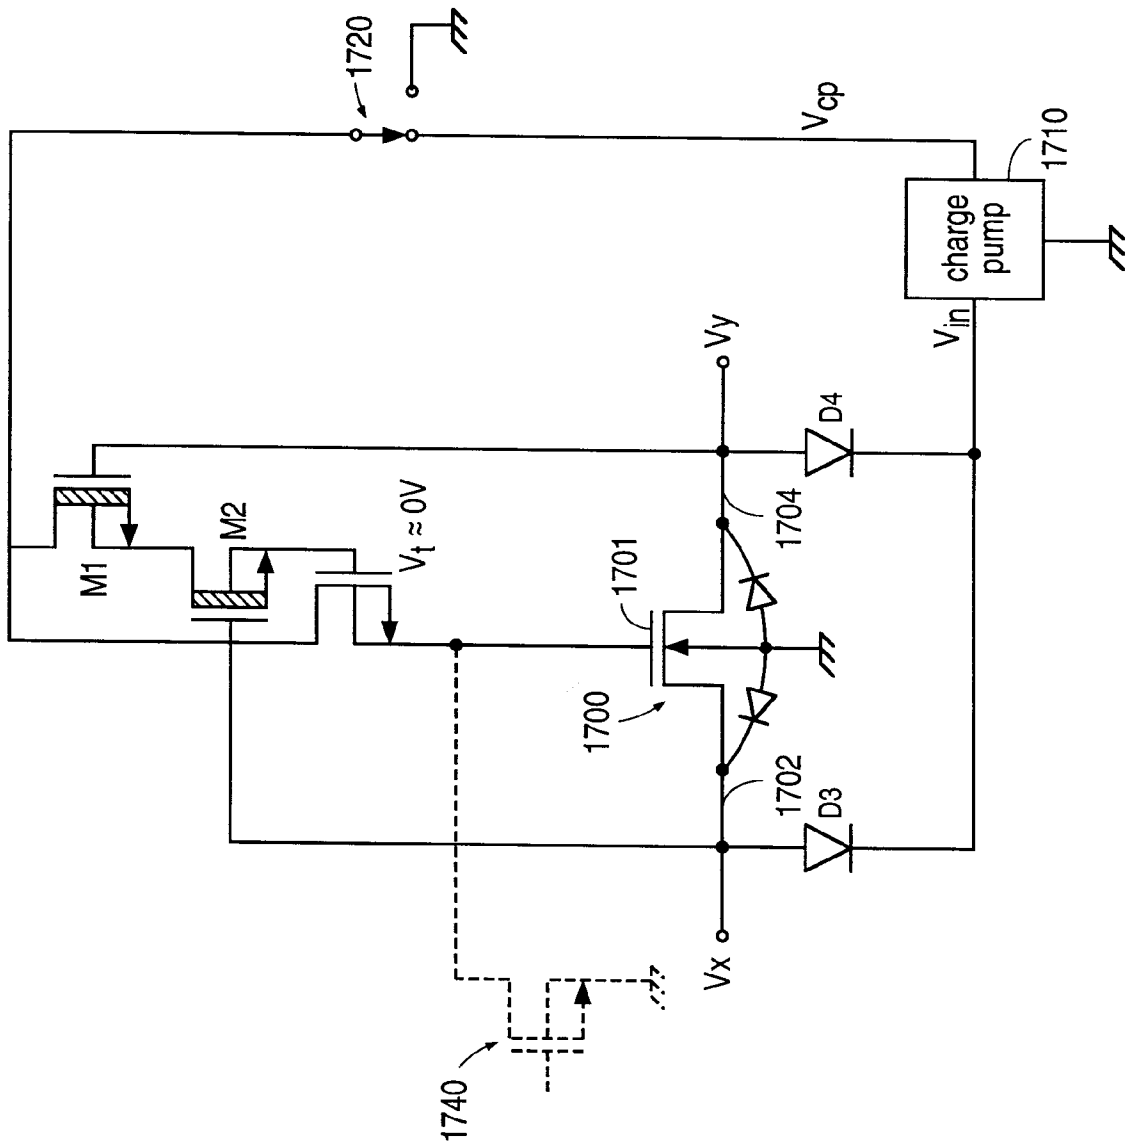 1720
Vcp
1710
charge
pump
Vin
Vy
D4
1704
M1
M2
Vt ≈ 0V
1701
1700
1702
D3
Vx
1740